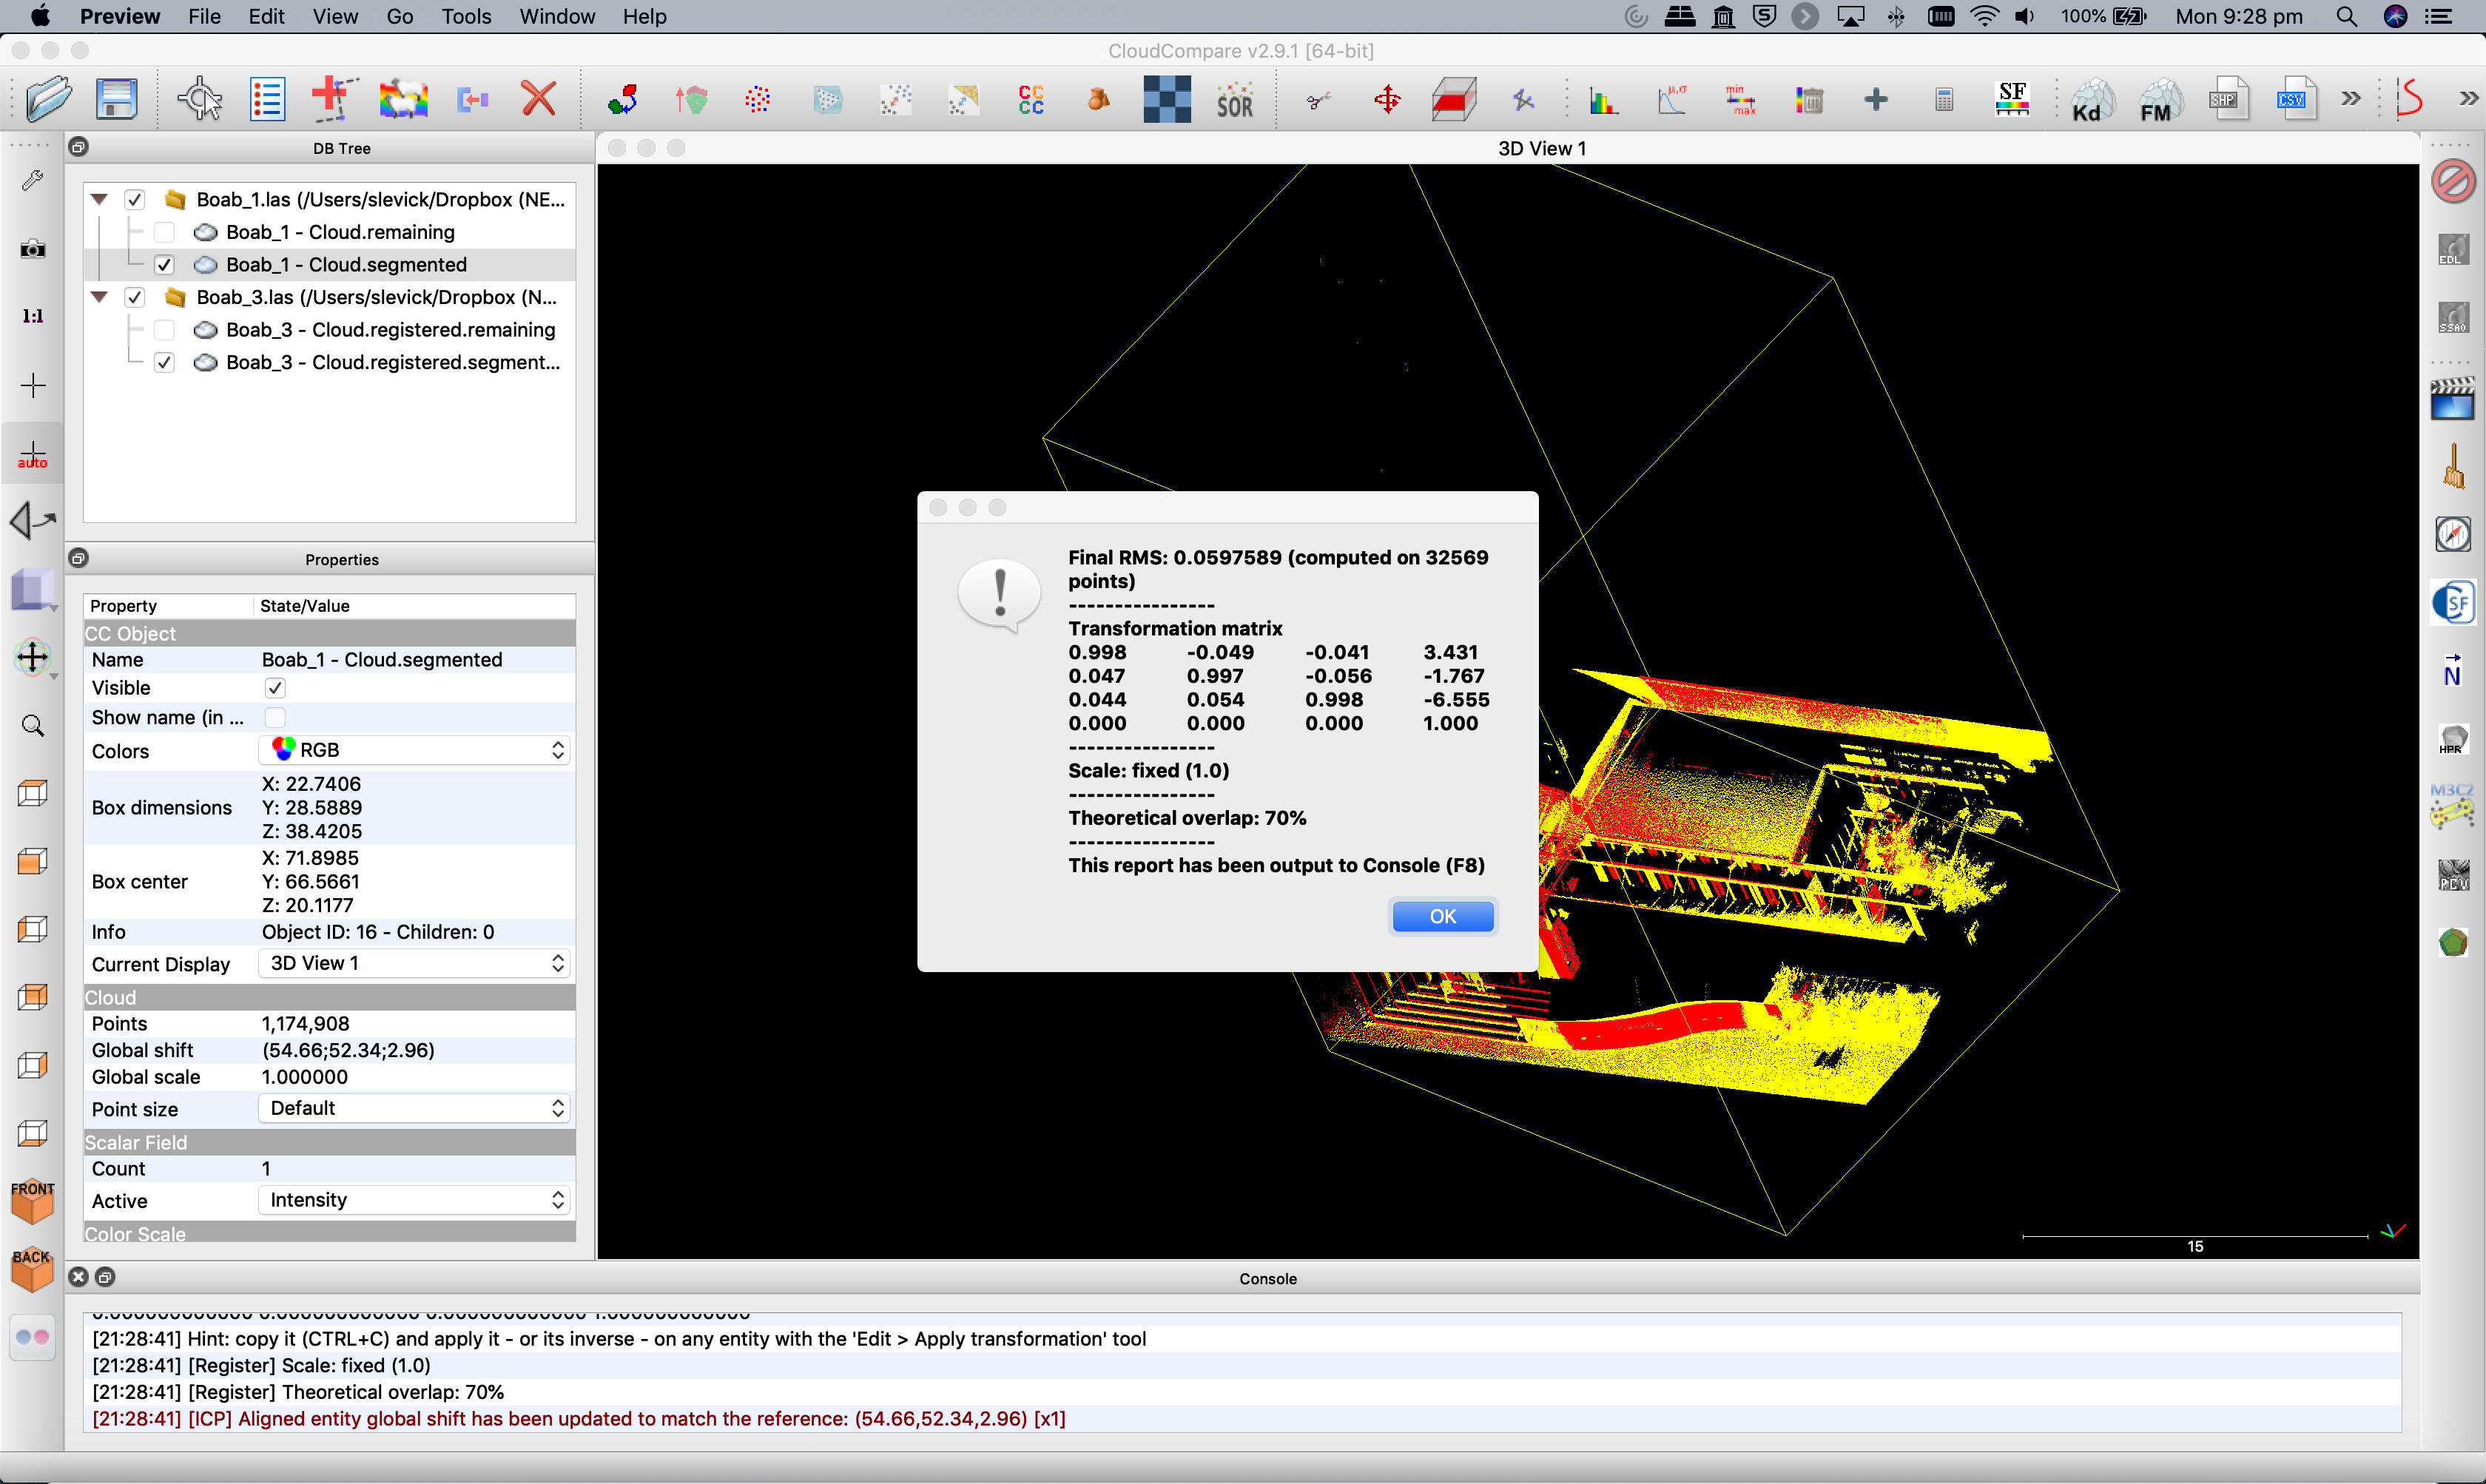 Preview File Edit View Go Tools Window Help 100% Mon 9:28 pm
CloudCompare v2.9.1 [64-bit]
CC
CC
SOR
μ,σ
min
max
SF
Kd
FM
SHP
CSV
DB Tree
3D View 1
Boab_1.las (/Users/slevick/Dropbox (NE...
Boab_1 - Cloud.remaining
Boab_1 - Cloud.segmented
Boab_3.las (/Users/slevick/Dropbox (N...
Boab_3 - Cloud.registered.remaining
Boab_3 - Cloud.registered.segment...
1:1
auto
FRONT
BACK
Properties
Property State/Value
CC Object
Name Boab_1 - Cloud.segmented
Visible
Show name (in ...
Colors RGB
Box dimensions X: 22.7406
Y: 28.5889
Z: 38.4205
Box center X: 71.8985
Y: 66.5661
Z: 20.1177
Info Object ID: 16 - Children: 0
Current Display 3D View 1
Cloud
Points 1,174,908
Global shift (54.66;52.34;2.96)
Global scale 1.000000
Point size Default
Scalar Field
Count 1
Active Intensity
Color Scale
Final RMS: 0.0597589 (computed on 32569
points)
----------------
Transformation matrix
0.998 -0.049 -0.041 3.431
0.047 0.997 -0.056 -1.767
0.044 0.054 0.998 -6.555
0.000 0.000 0.000 1.000
----------------
Scale: fixed (1.0)
----------------
Theoretical overlap: 70%
----------------
This report has been output to Console (F8)
OK
15
EDL
SSAO
SF
N
HPR
M3C2
PCV
Console
[21:28:41] Hint: copy it (CTRL+C) and apply it - or its inverse - on any entity with the 'Edit > Apply transformation' tool
[21:28:41] [Register] Scale: fixed (1.0)
[21:28:41] [Register] Theoretical overlap: 70%
[21:28:41] [ICP] Aligned entity global shift has been updated to match the reference: (54.66,52.34,2.96) [x1]